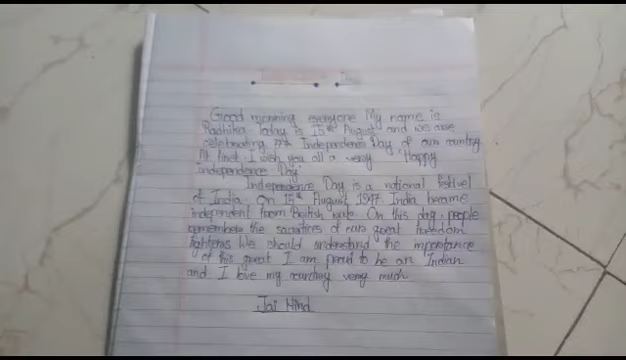 Good morning everyone My name is
Radhika Today is 15th August and we are
celebrating 77th Independence Day of our country
At first I wish you all a very 'Happy
Independence Day'
Independence Day is a national festivel
of India. On 15th August 1947 India became
independent from British rule. On this day, people
remembere the sacrifices of ours great freedom
fighters We should understand the importance
of this great I am proud to be an Indian
and I love my country very much
Jai Hind